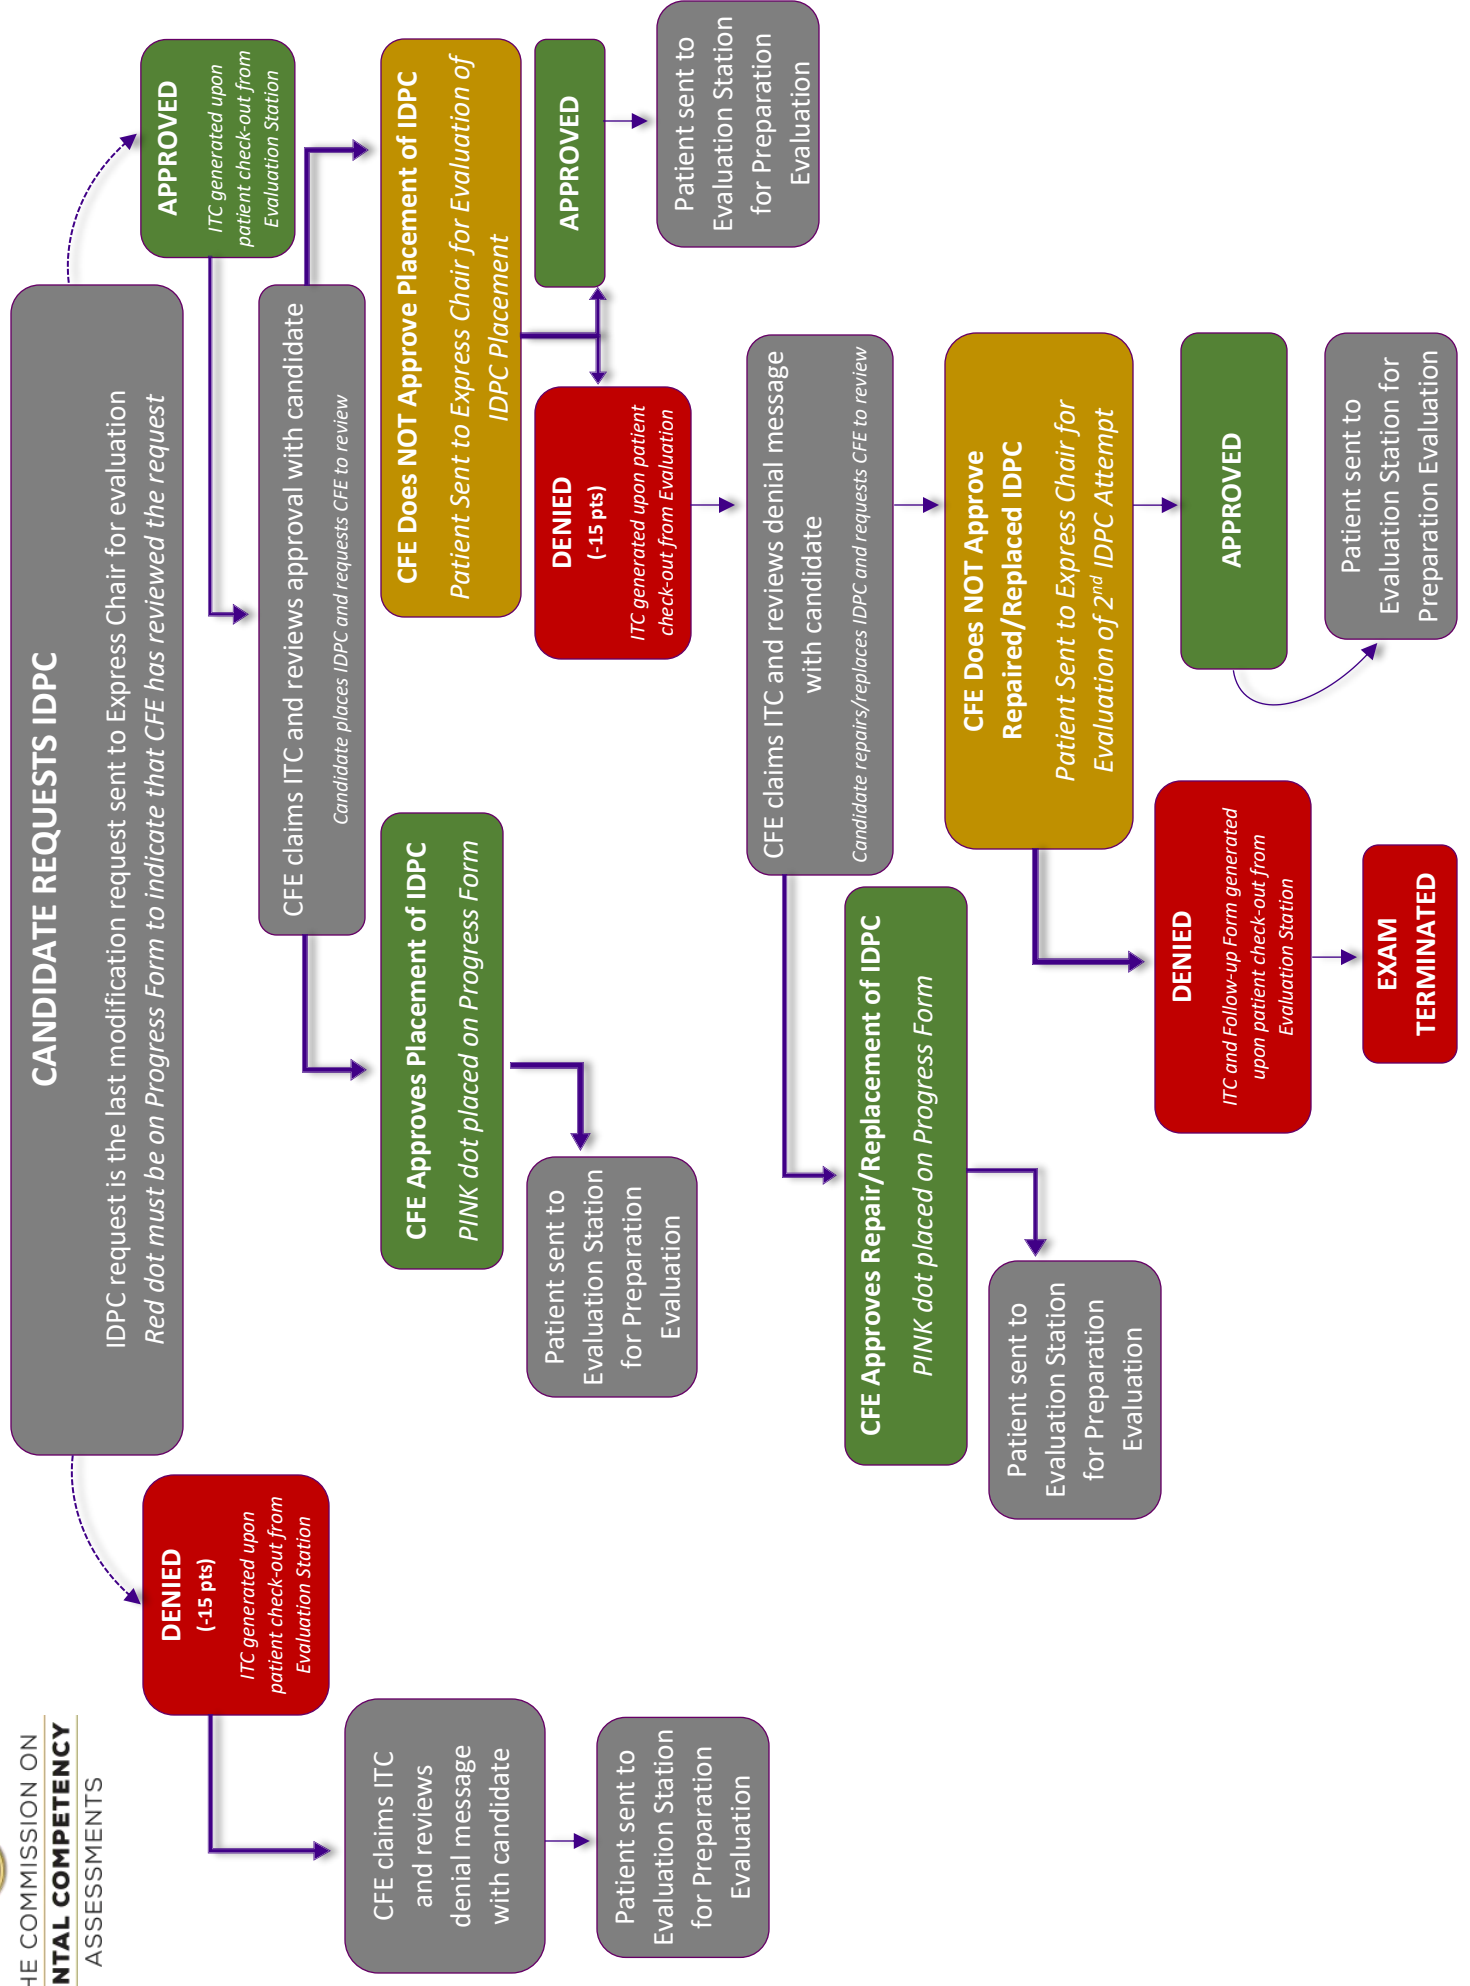 HE COMMISSION ON
NTAL COMPETENCY
ASSESSMENTS
CANDIDATE REQUESTS IDPC
IDPC request is the last modification request sent to Express Chair for evaluation
Red dot must be on Progress Form to indicate that CFE has reviewed the request
DENIED
(-15 pts)
ITC generated upon
patient check-out from
Evaluation Station
APPROVED
ITC generated upon
patient check-out from
Evaluation Station
CFE claims ITC
and reviews
denial message
with candidate
Patient sent to
Evaluation Station
for Preparation
Evaluation
CFE claims ITC and reviews approval with candidate
Candidate places IDPC and requests CFE to review
CFE Approves Placement of IDPC
PINK dot placed on Progress Form
Patient sent to
Evaluation Station
for Preparation
Evaluation
CFE Does NOT Approve Placement of IDPC
Patient Sent to Express Chair for Evaluation of
IDPC Placement
DENIED
(-15 pts)
ITC generated upon patient
check-out from Evaluation
APPROVED
Patient sent to
Evaluation Station
for Preparation
Evaluation
CFE claims ITC and reviews denial message
with candidate
Candidate repairs/replaces IDPC and requests CFE to review
CFE Approves Repair/Replacement of IDPC
PINK dot placed on Progress Form
Patient sent to
Evaluation Station
for Preparation
Evaluation
CFE Does NOT Approve
Repaired/Replaced IDPC
Patient Sent to Express Chair for
Evaluation of 2nd IDPC Attempt
DENIED
ITC and Follow-up Form generated
upon patient check-out from
Evaluation Station
EXAM
TERMINATED
APPROVED
Patient sent to
Evaluation Station for
Preparation Evaluation